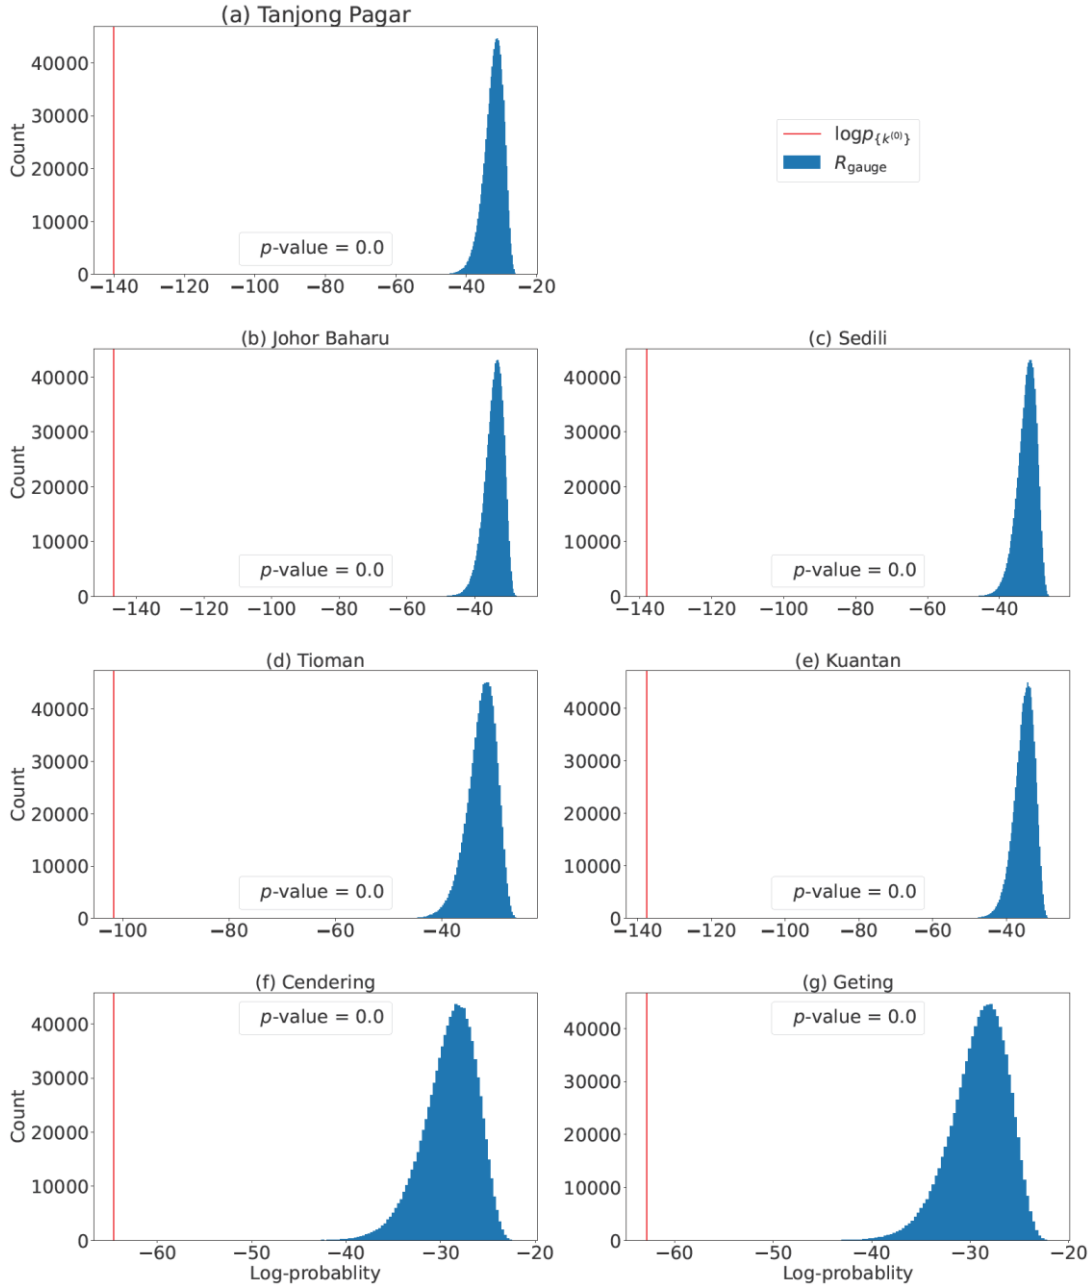 (a) Tanjong Pagar
Count
40000
30000
20000
10000
0
−140 −120 −100 −80 −60 −40 −20
p-value = 0.0
logp{k(0)}
Rgauge
(b) Johor Baharu
Count
40000
30000
20000
10000
0
−140 −120 −100 −80 −60 −40
p-value = 0.0
(c) Sedili
40000
30000
20000
10000
0
−140 −120 −100 −80 −60 −40
p-value = 0.0
(d) Tioman
Count
40000
30000
20000
10000
0
−100 −80 −60 −40
p-value = 0.0
(e) Kuantan
40000
30000
20000
10000
0
−140 −120 −100 −80 −60 −40
p-value = 0.0
(f) Cendering
Count
p-value = 0.0
40000
30000
20000
10000
0
−60 −50 −40 −30 −20
Log-probablity
(g) Geting
p-value = 0.0
40000
30000
20000
10000
0
−60 −50 −40 −30 −20
Log-probablity